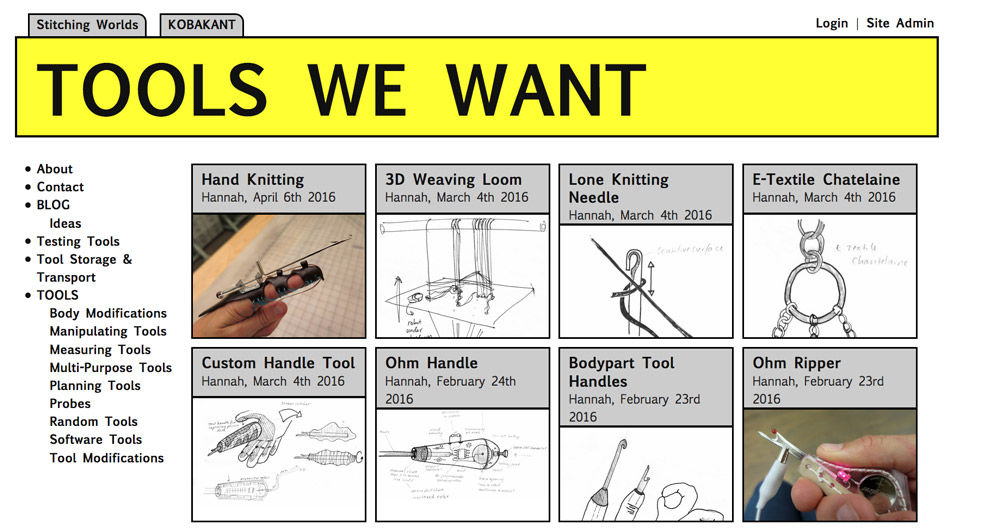 Stitching Worlds
KOBAKANT
Login | Site Admin
TOOLS WE WANT
About
Contact
BLOG
Ideas
Testing Tools
Tool Storage &
Transport
TOOLS
Body Modifications
Manipulating Tools
Measuring Tools
Multi-Purpose Tools
Planning Tools
Probes
Random Tools
Software Tools
Tool Modifications
Hand Knitting
Hannah, April 6th 2016
3D Weaving Loom
Hannah, March 4th 2016
robot
under
Lone Knitting
Needle
Hannah, March 4th 2016
surface
E-Textile Chatelaine
Hannah, March 4th 2016
E Textile
Chatelaine
Custom Handle Tool
Hannah, March 4th 2016
Ohm Handle
Hannah, February 24th
2016
Bodypart Tool
Handles
Hannah, February 23rd
2016
Ohm Ripper
Hannah, February 23rd
2016